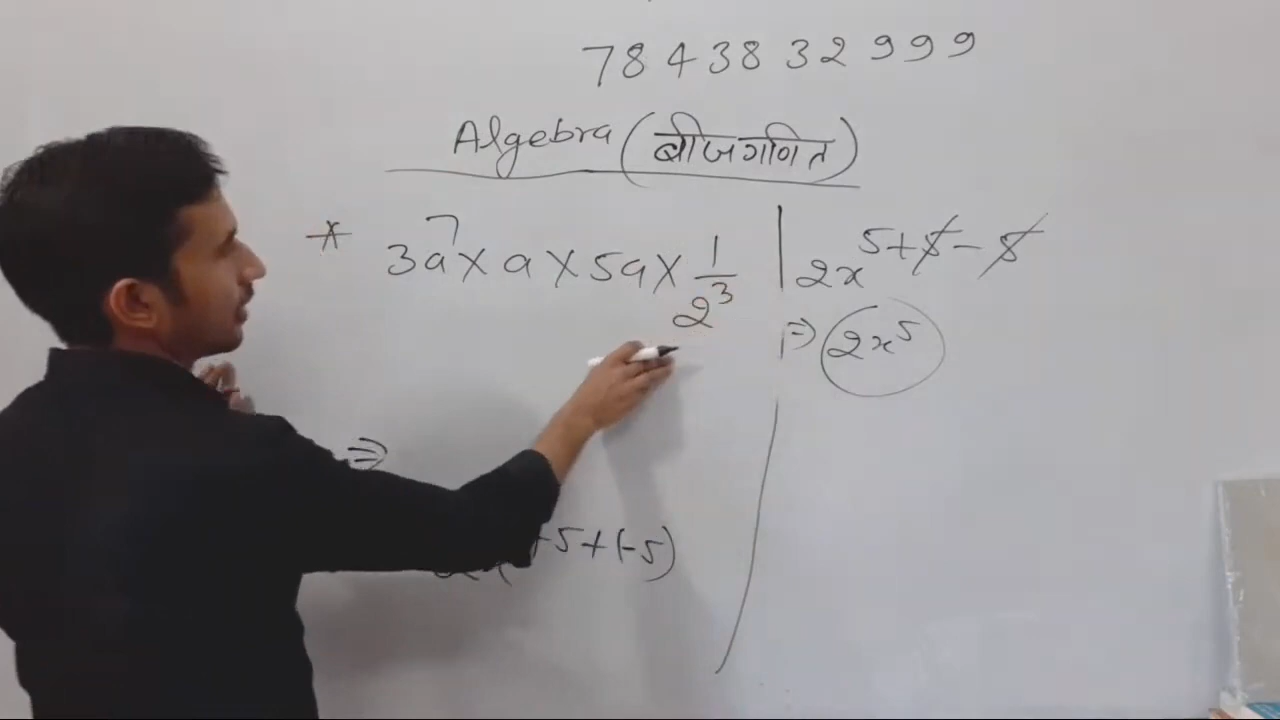 7843832999
Algebra (बीजगणित)
* 3a⁷ × a × 5a × 1/2³
⇒
+5+(-5)
2x⁵⁺⁵⁻⁵
⇒ 2x⁵